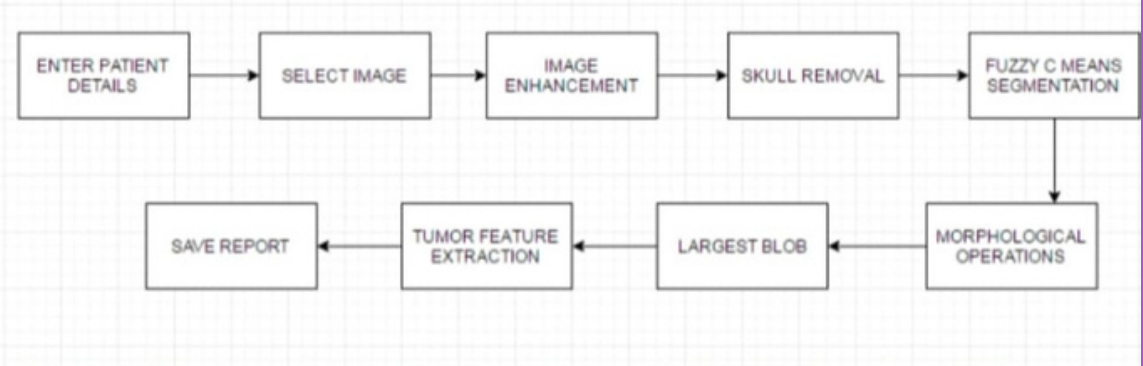 ENTER PATIENT
DETAILS
SELECT IMAGE
IMAGE
ENHANCEMENT
SKULL REMOVAL
FUZZY C MEANS
SEGMENTATION
MORPHOLOGICAL
OPERATIONS
LARGEST BLOB
TUMOR FEATURE
EXTRACTION
SAVE REPORT